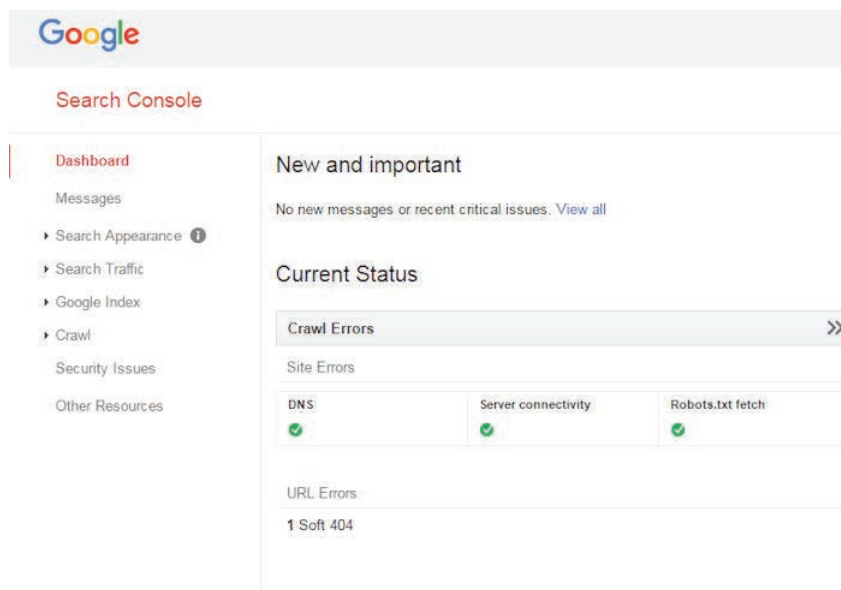 Google
Search Console
Dashboard
Messages
Search Appearance
Search Traffic
Google Index
Crawl
Security Issues
Other Resources
New and important
No new messages or recent critical issues. View all
Current Status
Crawl Errors
Site Errors
DNS
Server connectivity
Robots.txt fetch
URL Errors
1 Soft 404